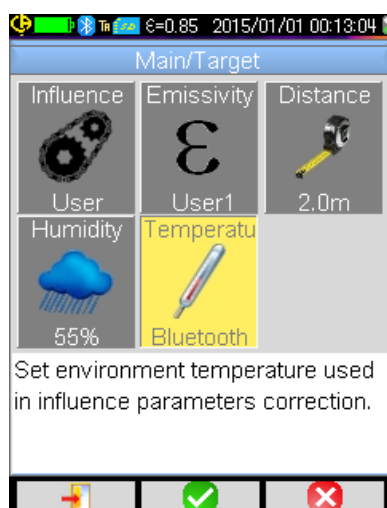 TR ε=0.85 2015/01/01 00:13:04
Main/Target
Influence Emissivity Distance
ε
User User1 2.0m
Humidity Temperatu
55% Bluetooth
Set environment temperature used
in influence parameters correction.